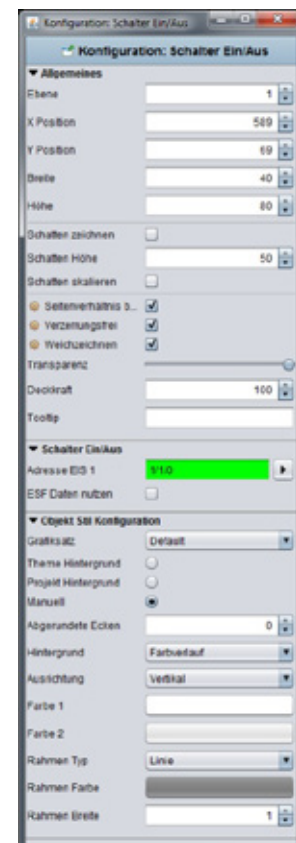 Konfiguration: Schalter Ein/Aus
Konfiguration: Schalter Ein/Aus
Allgemeines
Ebene 1
X Position 589
Y Position 69
Breite 40
Höhe 80
Schatten zeichnen
Schatten Höhe 50
Schatten skalieren
Seitenverhältnis b...
Verzerrungsfrei
Weichzeichnen
Transparenz
Deckkraft 100
Tooltip
Schalter Ein/Aus
Adresse EIS 1 1/1/0
ESF Daten nutzen
Objekt Stil Konfiguration
Grafiksatz Default
Theme Hintergrund
Projekt Hintergrund
Manuell
Abgerundete Ecken 0
Hintergrund Farbverlauf
Ausrichtung Vertikal
Farbe 1
Farbe 2
Rahmen Typ Linie
Rahmen Farbe
Rahmen Breite 1